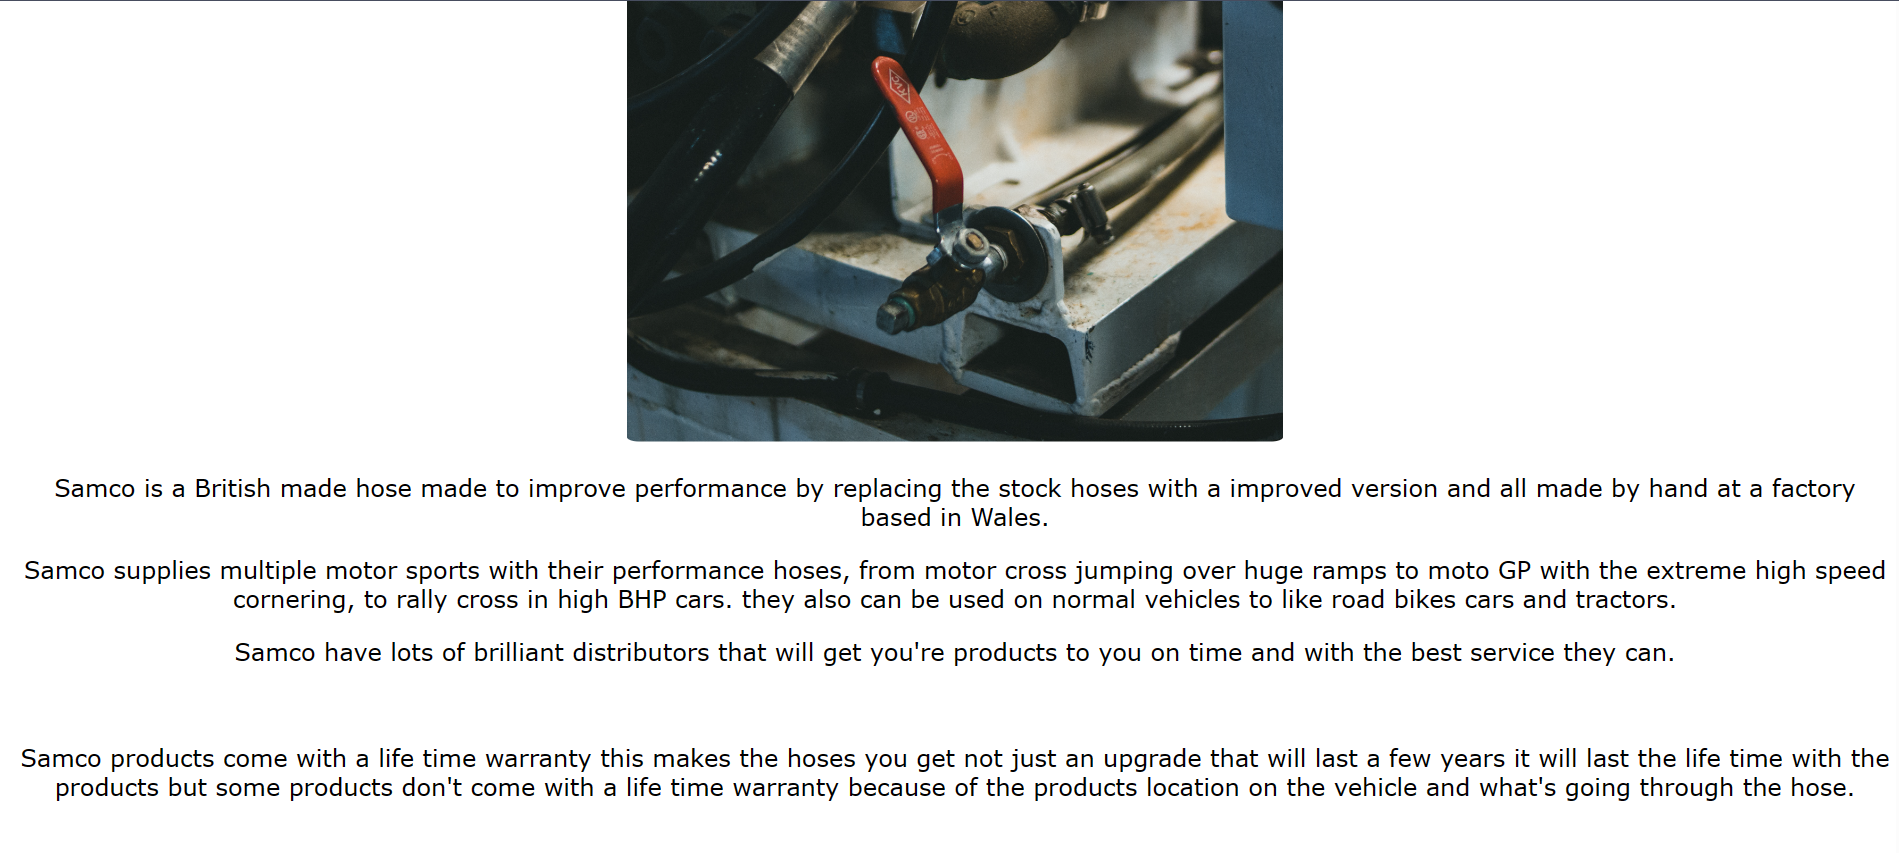 Samco is a British made hose made to improve performance by replacing the stock hoses with a improved version and all made by hand at a factory
based in Wales.
Samco supplies multiple motor sports with their performance hoses, from motor cross jumping over huge ramps to moto GP with the extreme high speed
cornering, to rally cross in high BHP cars. they also can be used on normal vehicles to like road bikes cars and tractors.
Samco have lots of brilliant distributors that will get you're products to you on time and with the best service they can.
Samco products come with a life time warranty this makes the hoses you get not just an upgrade that will last a few years it will last the life time with the
products but some products don't come with a life time warranty because of the products location on the vehicle and what's going through the hose.